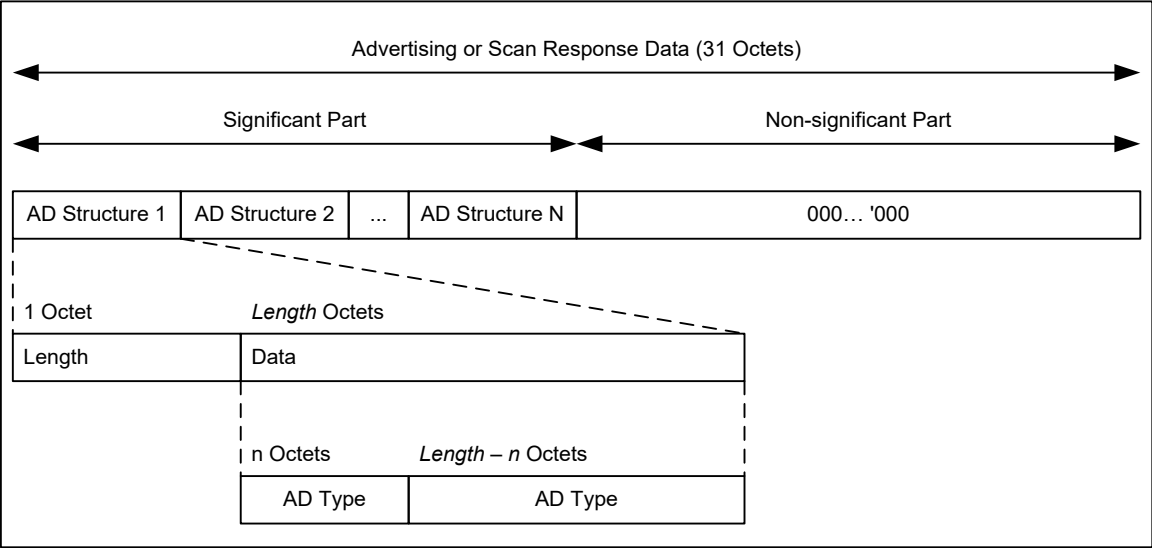 Advertising or Scan Response Data (31 Octets)
Significant Part
Non-significant Part
AD Structure 1
AD Structure 2
...
AD Structure N
000… '000
1 Octet
Length Octets
Length
Data
n Octets
Length – n Octets
AD Type
AD Type